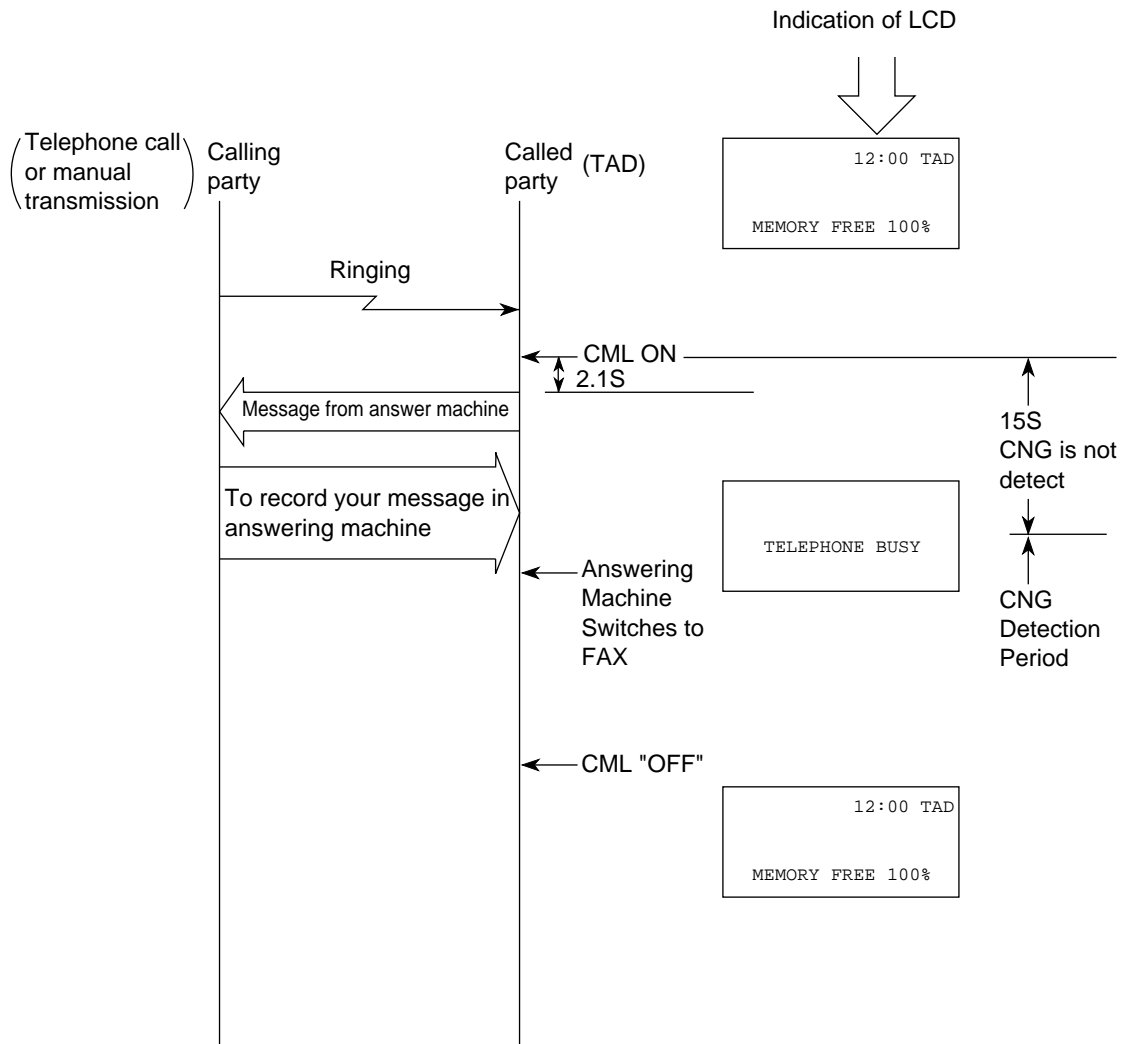 Indication of LCD
Telephone call
or manual
transmission
Calling
party
Called
party
(TAD)
12:00 TAD
MEMORY FREE 100%
Ringing
CML ON
2.1S
Message from answer machine
15S
CNG is not
detect
To record your message in
answering machine
TELEPHONE BUSY
Answering
Machine
Switches to
FAX
CNG
Detection
Period
CML "OFF"
12:00 TAD
MEMORY FREE 100%